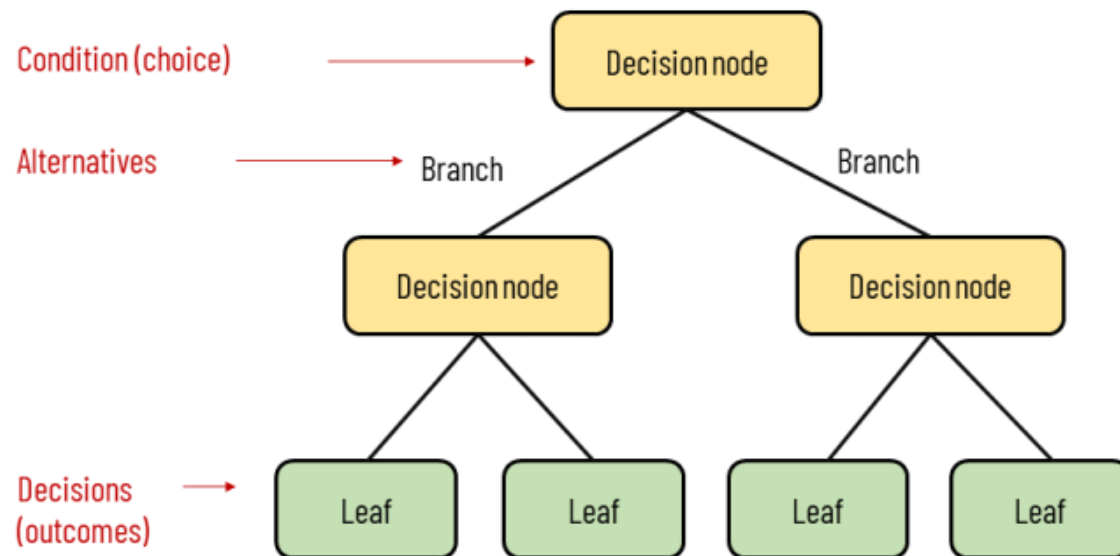 Condition (choice)
Decision node
Alternatives
Branch
Branch
Decision node
Decision node
Decisions
(outcomes)
Leaf
Leaf
Leaf
Leaf